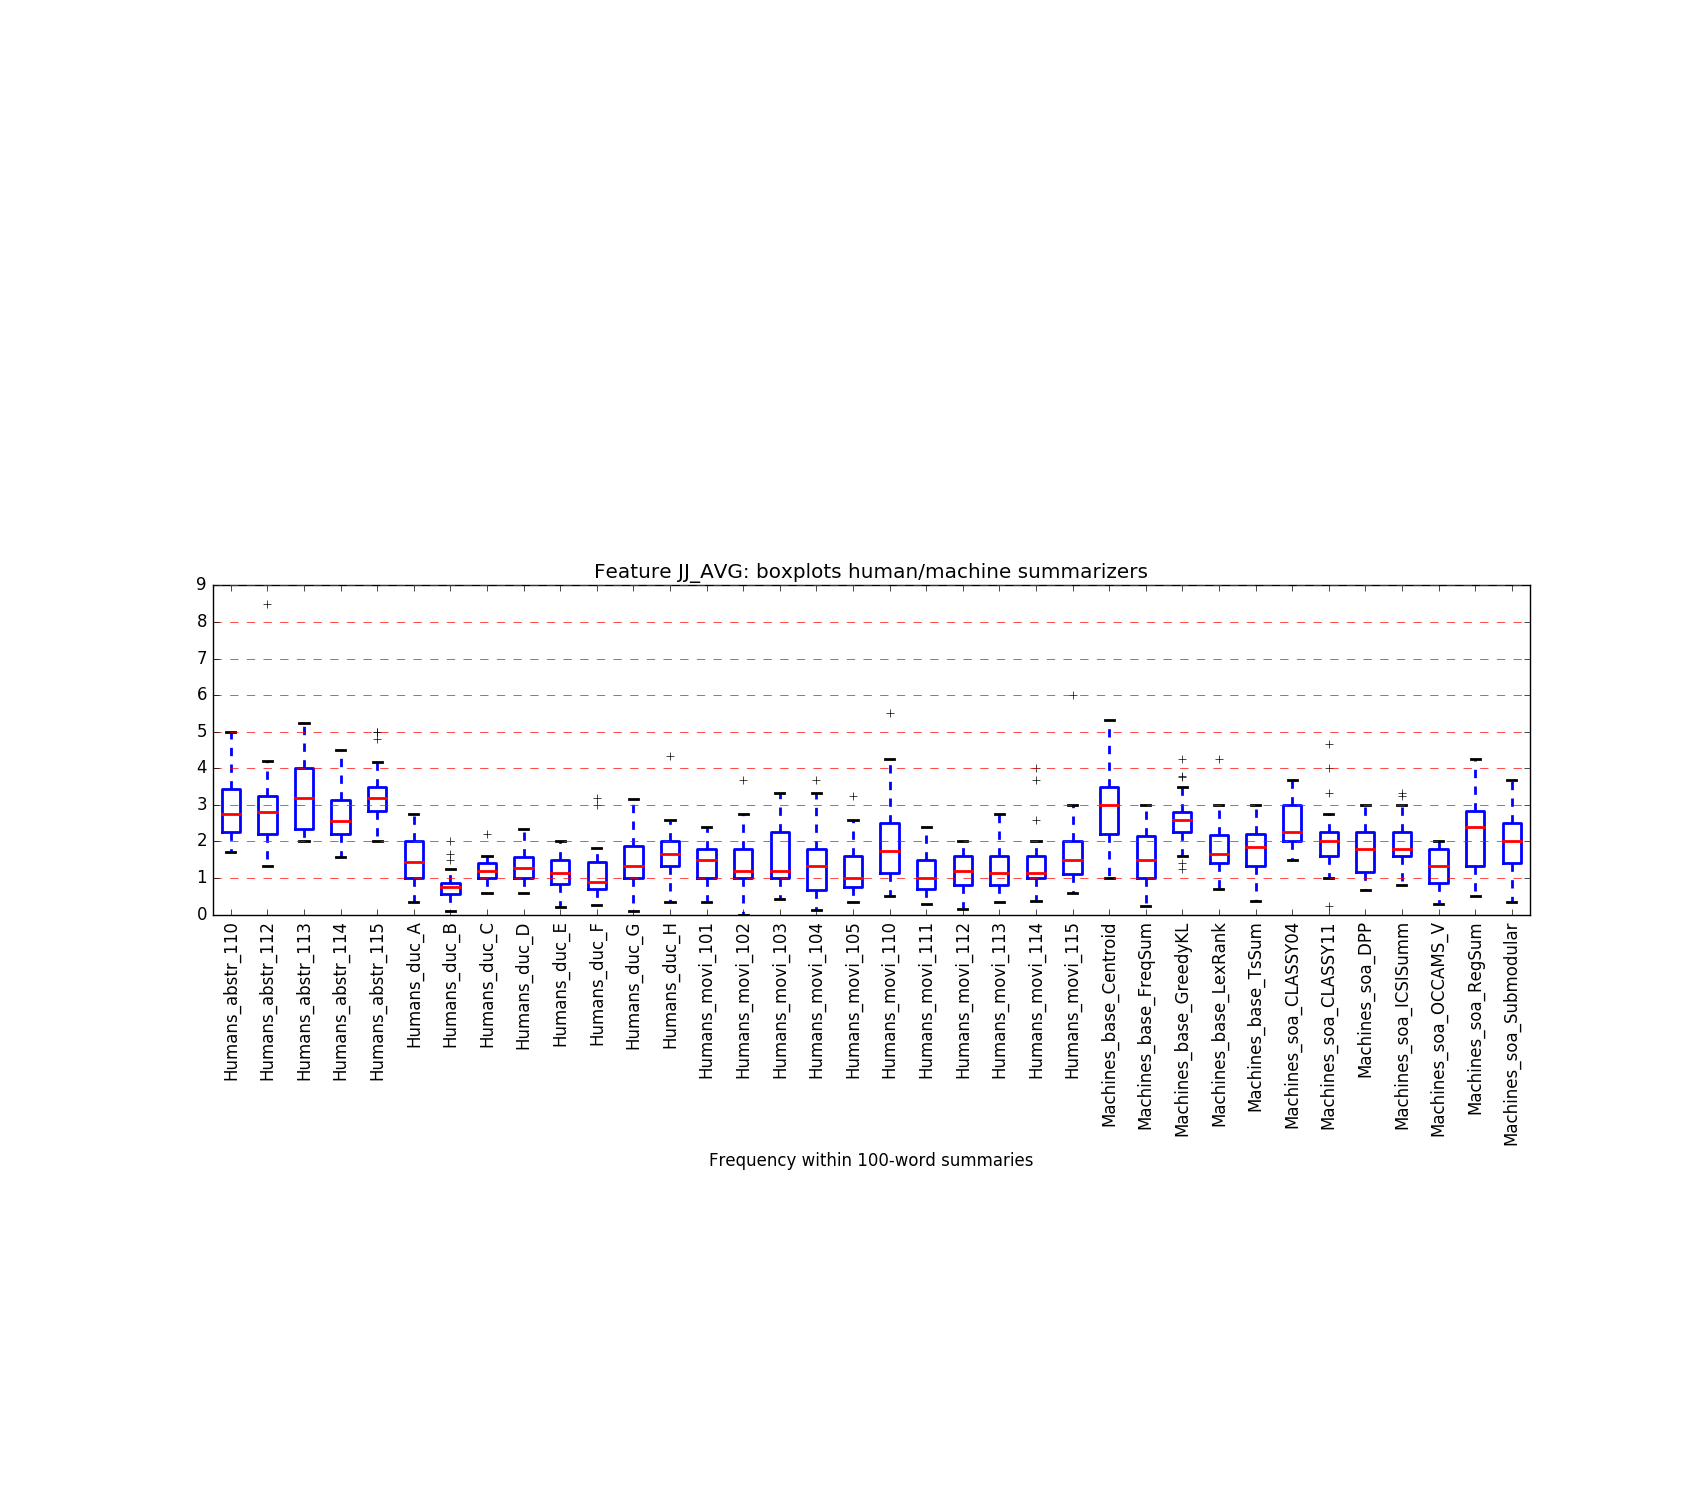 Feature JJ_AVG: boxplots human/machine summarizers
9
8
7
6
5
4
3
2
1
0
Humans_abstr_110
Humans_abstr_112
Humans_abstr_113
Humans_abstr_114
Humans_abstr_115
Humans_duc_A
Humans_duc_B
Humans_duc_C
Humans_duc_D
Humans_duc_E
Humans_duc_F
Humans_duc_G
Humans_duc_H
Humans_movi_101
Humans_movi_102
Humans_movi_103
Humans_movi_104
Humans_movi_105
Humans_movi_110
Humans_movi_111
Humans_movi_112
Humans_movi_113
Humans_movi_114
Humans_movi_115
Machines_base_Centroid
Machines_base_FreqSum
Machines_base_GreedyKL
Machines_base_LexRank
Machines_base_TsSum
Machines_soa_CLASSY04
Machines_soa_CLASSY11
Machines_soa_DPP
Machines_soa_ICSISumm
Machines_soa_OCCAMS_V
Machines_soa_RegSum
Machines_soa_Submodular
Frequency within 100-word summaries